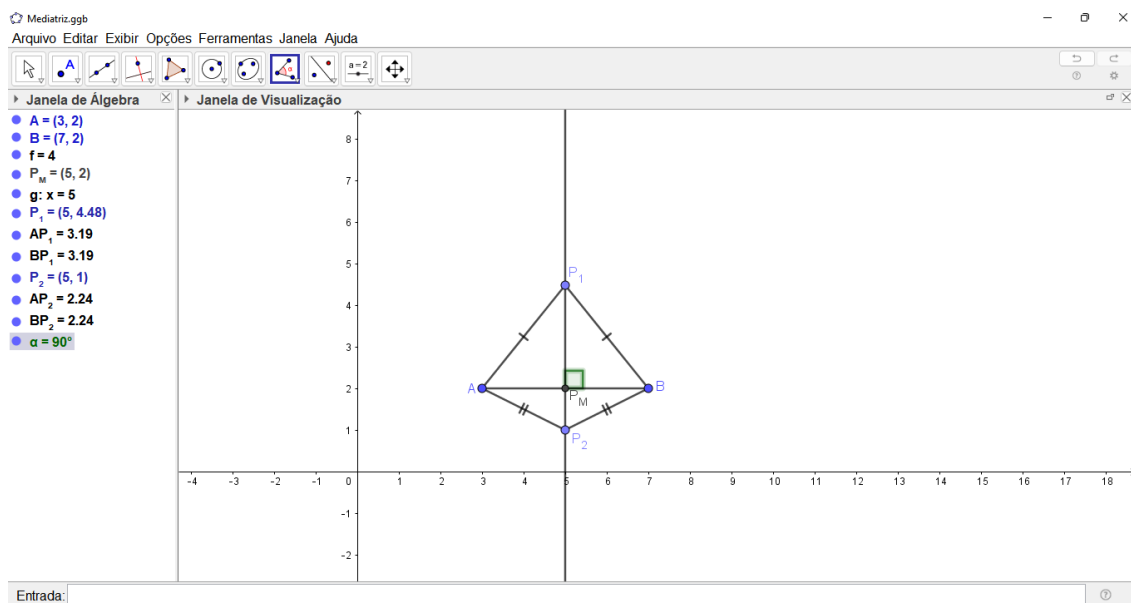 Mediatriz.ggb
Arquivo Editar Exibir Opções Ferramentas Janela Ajuda
A
α
a=2
Janela de Álgebra
Janela de Visualização
A = (3, 2)
B = (7, 2)
f = 4
P_M = (5, 2)
g: x = 5
P_1 = (5, 4.48)
AP_1 = 3.19
BP_1 = 3.19
P_2 = (5, 1)
AP_2 = 2.24
BP_2 = 2.24
α = 90°
8
7
6
5
P_1
4
3
2
A
B
P_M
1
P_2
-4 -3 -2 -1 0 1 2 3 4 5 6 7 8 9 10 11 12 13 14 15 16 17 18
-1
-2
Entrada: